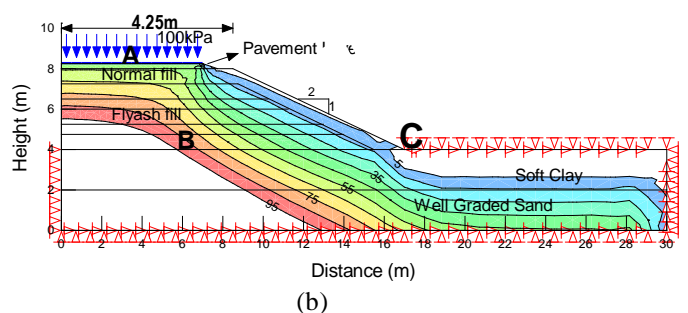 10
4.25m
100kPa
A
Pavement
8
Normal fill
2
1
6
Flyash fill
B
C
4
5
Soft Clay
35
2
55
Well Graded Sand
75
95
0
0 2 4 6 8 10 12 14 16 18 20 22 24 26 28 30
Height (m)
Distance (m)
(b)